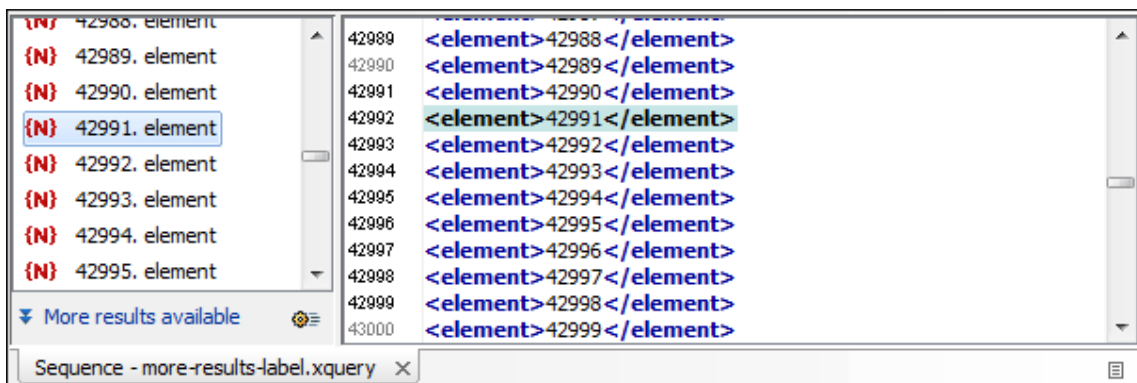 {N} 42988. element
{N} 42989. element
{N} 42990. element
{N} 42991. element
{N} 42992. element
{N} 42993. element
{N} 42994. element
{N} 42995. element
More results available
42989 <element>42988</element>
42990 <element>42989</element>
42991 <element>42990</element>
42992 <element>42991</element>
42993 <element>42992</element>
42994 <element>42993</element>
42995 <element>42994</element>
42996 <element>42995</element>
42997 <element>42996</element>
42998 <element>42997</element>
42999 <element>42998</element>
43000 <element>42999</element>
Sequence - more-results-label.xquery